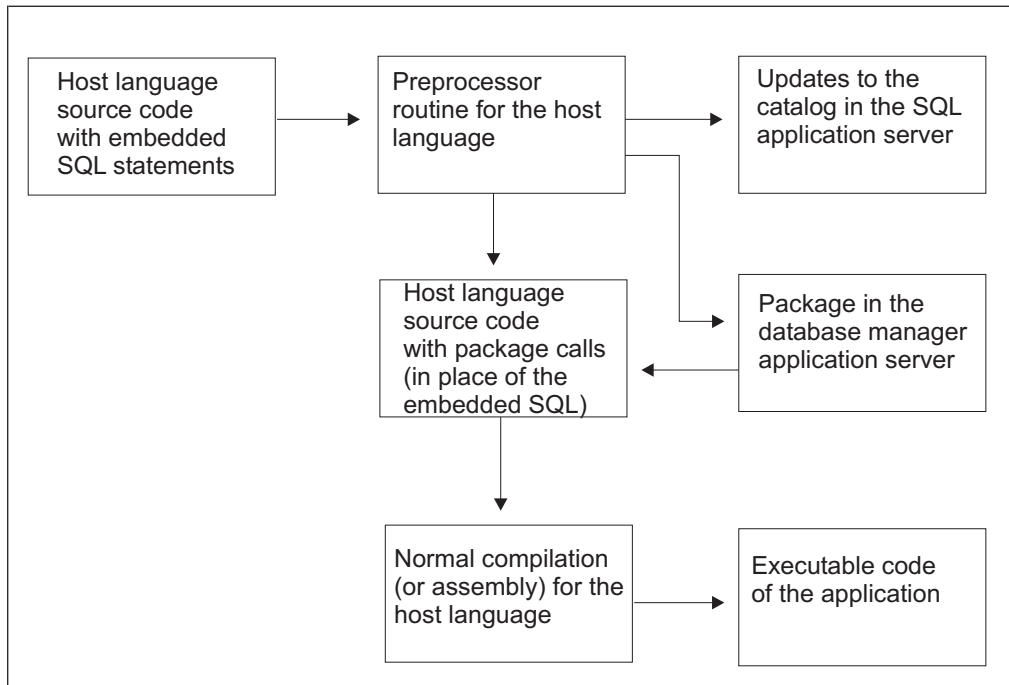 Host language
source code
with embedded
SQL statements
Preprocessor
routine for the host
language
Updates to the
catalog in the SQL
application server
Host language
source code
with package calls
(in place of the
embedded SQL)
Package in the
database manager
application server
Normal compilation
(or assembly) for the
host language
Executable code
of the application